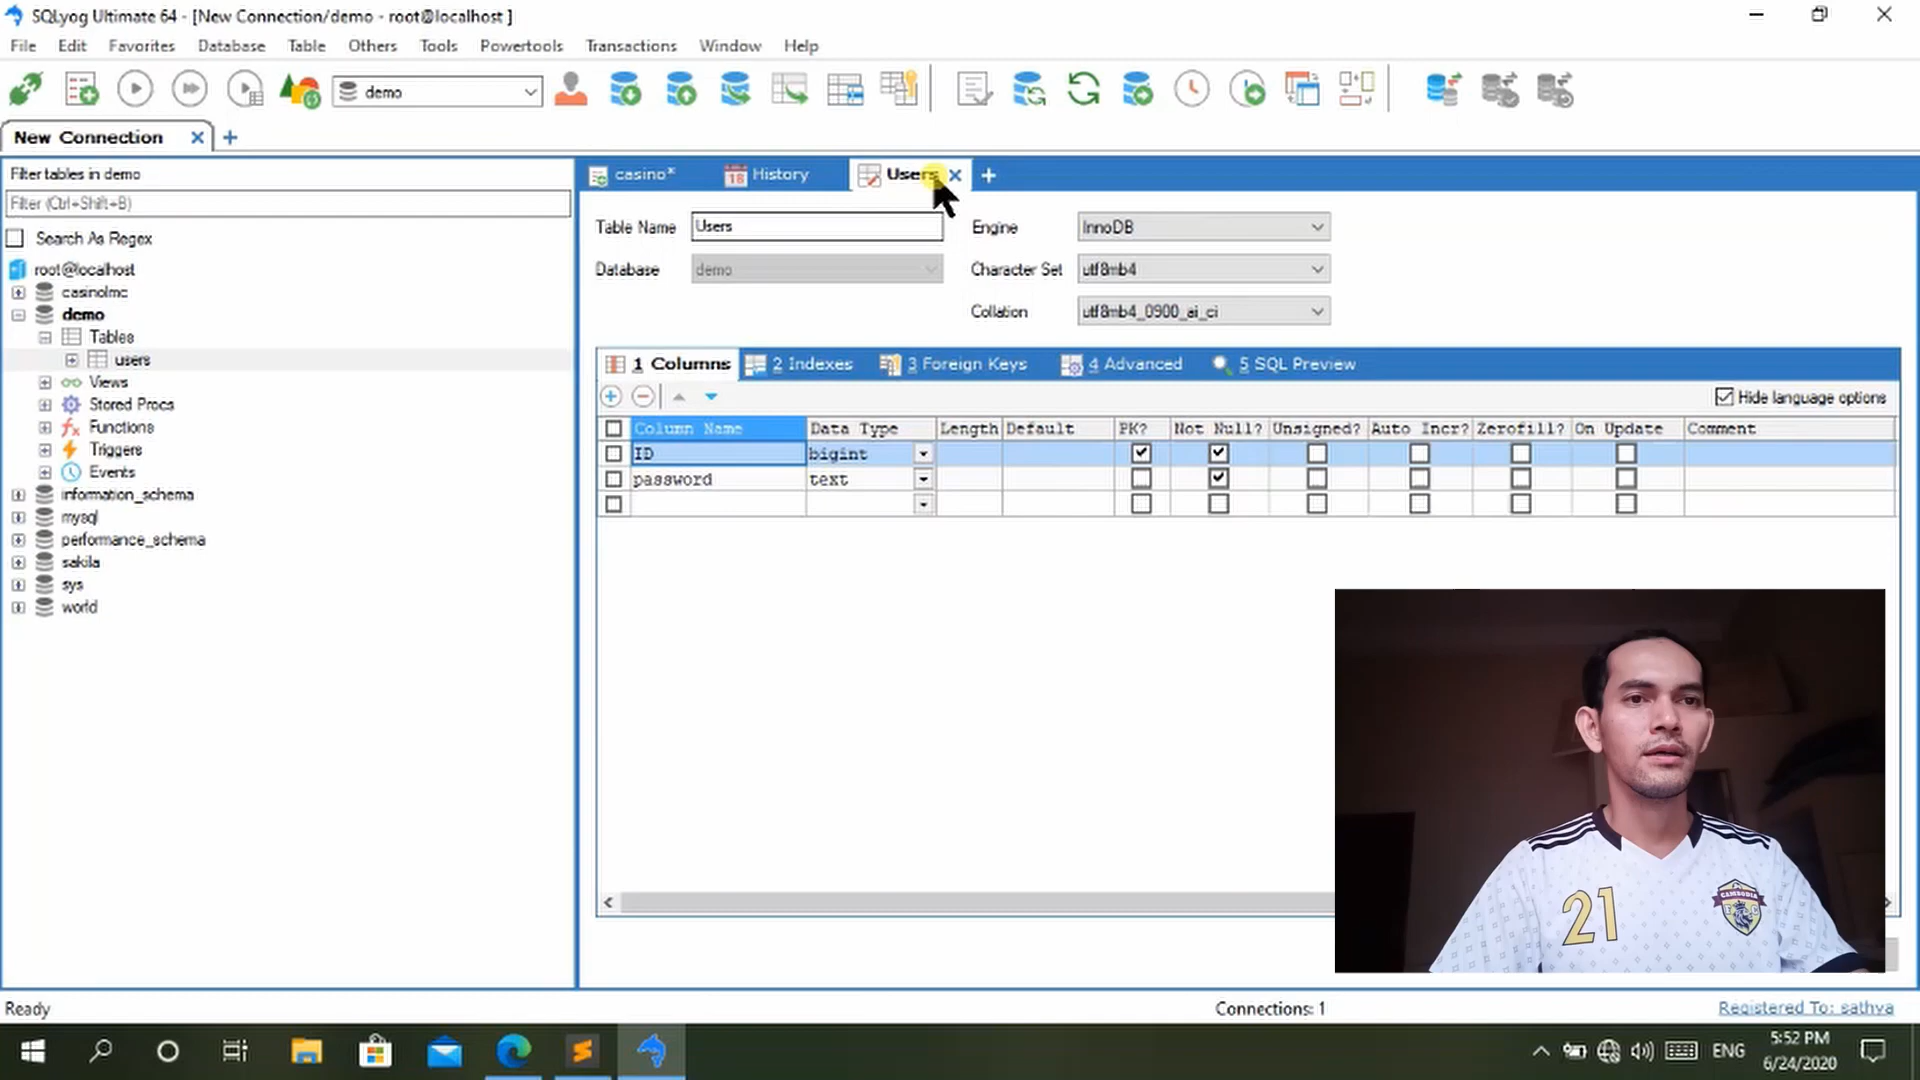 SQLyog Ultimate 64 - [New Connection/demo - root@localhost ]
File Edit Favorites Database Table Others Tools Powertools Transactions Window Help
demo
New Connection
Filter tables in demo
Filter (Ctrl+Shift+B)
Search As Regex
root@localhost
casinolmc
demo
Tables
users
Views
Stored Procs
Functions
Triggers
Events
information_schema
mysql
performance_schema
sakila
sys
world
casino* 18 History Users
Table Name Users Engine InnoDB
Database demo Character Set utf8mb4
Collation utf8mb4_0900_ai_ci
1 Columns 2 Indexes 3 Foreign Keys 4 Advanced 5 SQL Preview
Hide language options
Column Name Data Type Length Default PK? Not Null? Unsigned? Auto Incr? Zerofill? On Update Comment
ID bigint
password text
CAMBODIA
21
Ready Connections: 1 Registered To: sathya
ENG 5:52 PM
6/24/2020